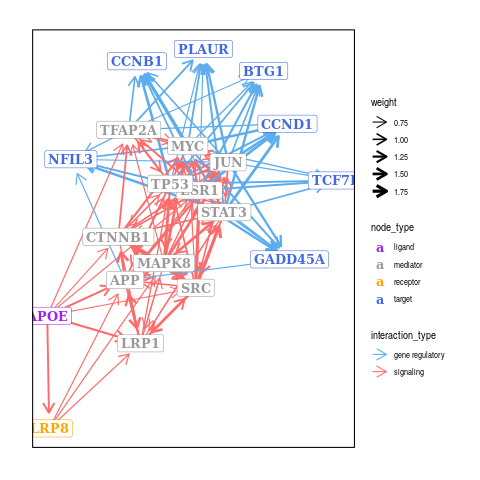 PLAUR
CCNB1
BTG1
TFAP2A
CCND1
MYC
NFIL3
JUN
TP53
ESR1
TCF7
STAT3
CTNNB1
GADD45A
MAPK8
APP
SRC
APOE
LRP1
LRP8
weight
0.75
1.00
1.25
1.50
1.75
node_type
a ligand
a mediator
a receptor
a target
interaction_type
gene regulatory
signaling